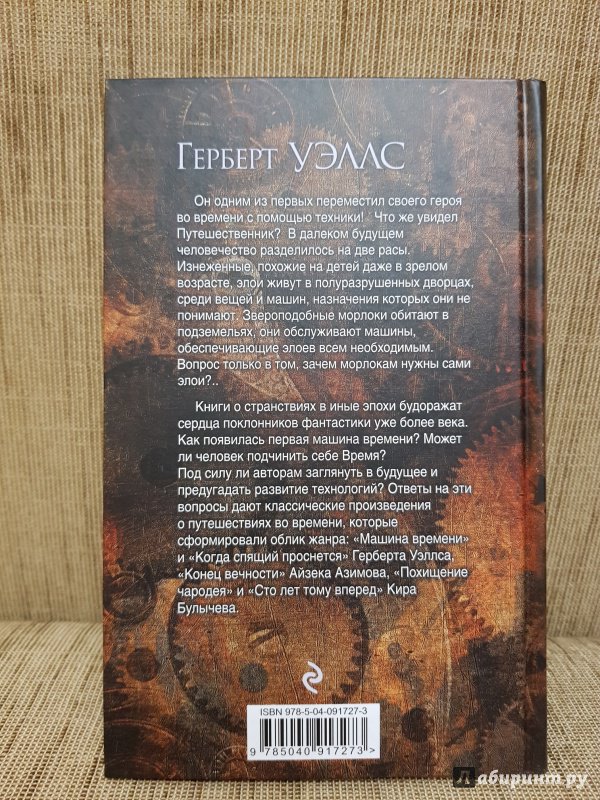 Герберт Уэллс
Он одним из первых переместил своего героя
во времени с помощью техники! Что же увидел
Путешественник? В далеком будущем
человечество разделилось на две расы.
Изнеженные, похожие на детей даже в зрелом
возрасте, элои живут в полуразрушенных дворцах,
среди вещей и машин, назначения которых они не
понимают. Звероподобные морлоки обитают в
подземельях, они обслуживают машины,
обеспечивающие элоев всем необходимым.
Вопрос только в том, зачем морлокам нужны сами
элои?..
Книги о странствиях в иные эпохи будоражат
сердца поклонников фантастики уже более века.
Как появилась первая машина времени? Может
ли человек подчинить себе Время?
Под силу ли авторам заглянуть в будущее и
предугадать развитие технологий? Ответы на эти
вопросы дают классические произведения
о путешествиях во времени, которые
сформировали облик жанра: «Машина времени»
и «Когда спящий проснется» Герберта Уэллса,
«Конец вечности» Айзека Азимова, «Похищение
чародея» и «Сто лет тому вперед» Кира
Булычева.
ISBN 978-5-04-091727-3
9 785040 917273 >
Лабиринт.ру